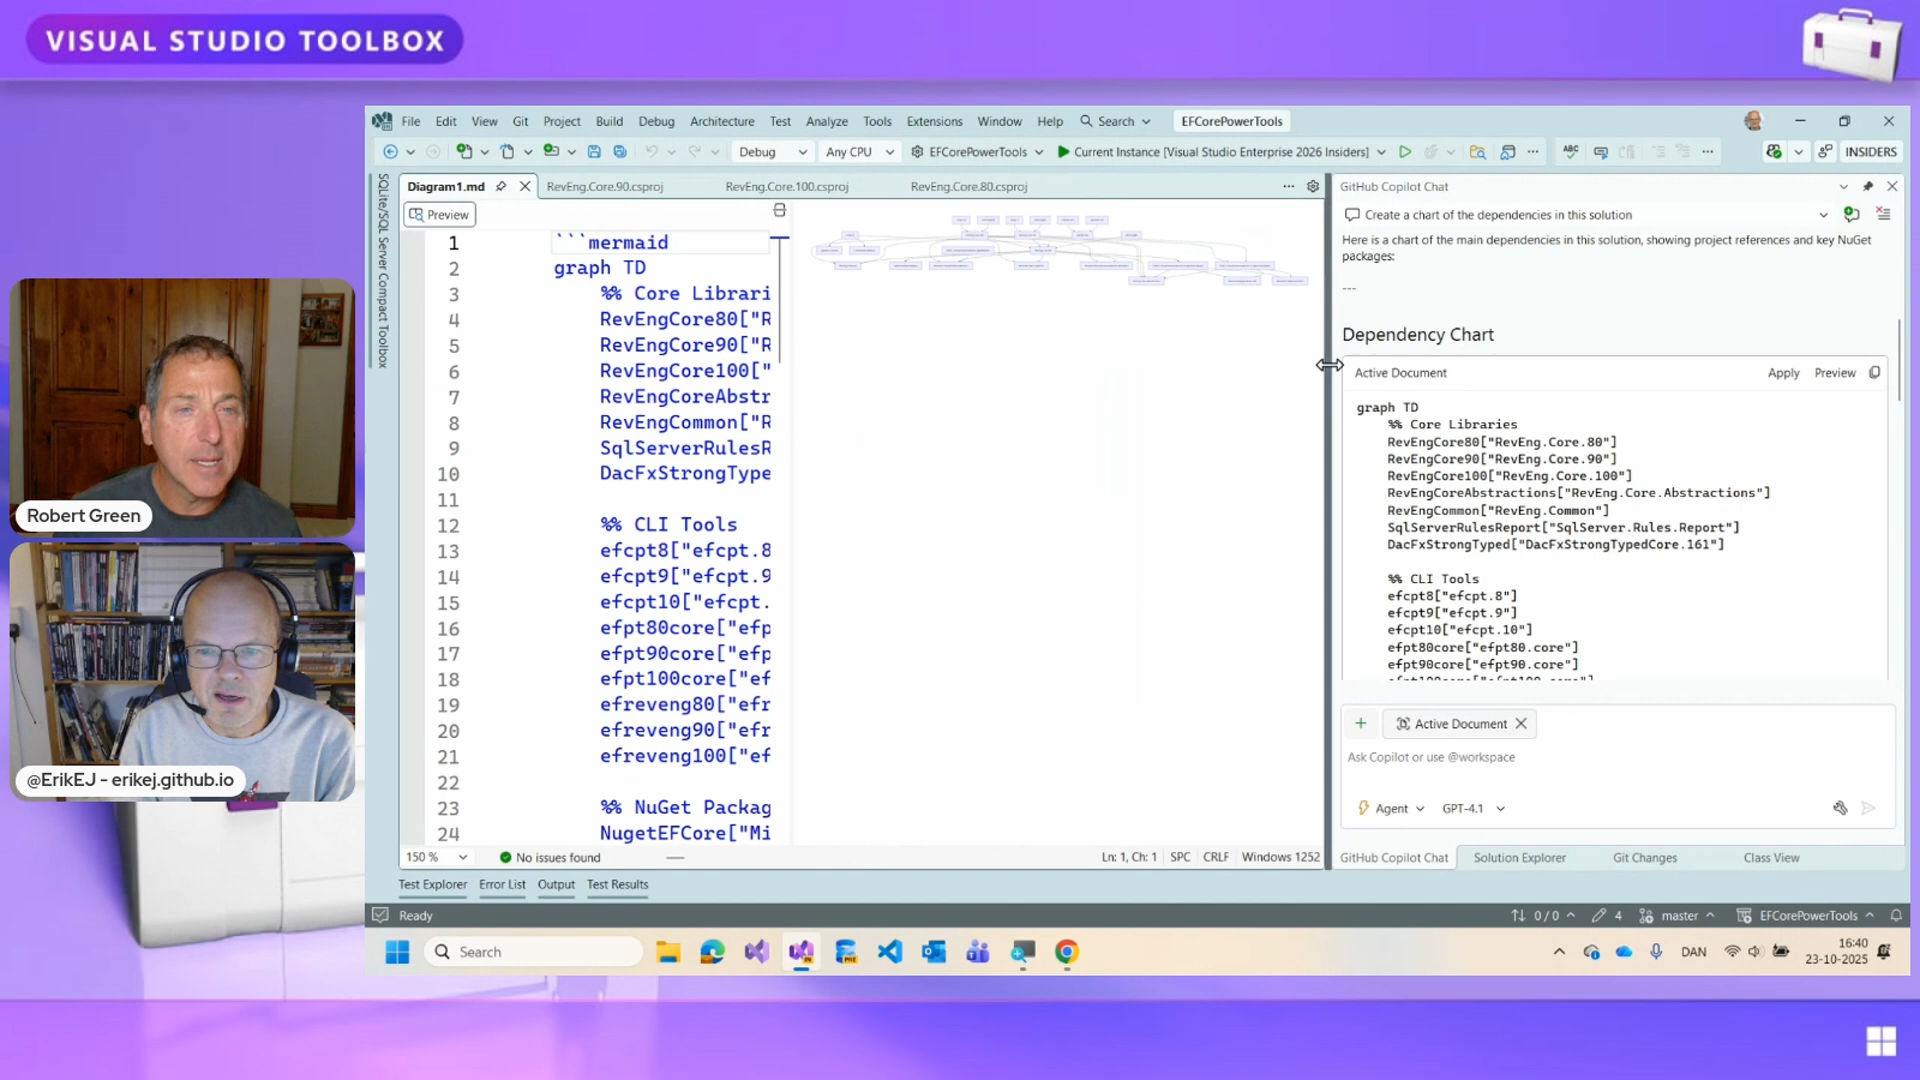 VISUAL STUDIO TOOLBOX
File Edit View Git Project Build Debug Architecture Test Analyze Tools Extensions Window Help Search EFCorePowerTools
Debug Any CPU EFCorePowerTools Current Instance [Visual Studio Enterprise 2026 Insiders] INSIDERS
SQLite/SQL Server Compact Toolbox
Diagram1.md RevEng.Core.90.csproj RevEng.Core.100.csproj RevEng.Core.80.csproj
Preview
1 ```mermaid
2 graph TD
3 %% Core Librari
4 RevEngCore80["R
5 RevEngCore90["R
6 RevEngCore100["
7 RevEngCoreAbstr
8 RevEngCommon["R
9 SqlServerRulesR
10 DacFxStrongType
11
12 %% CLI Tools
13 efcpt8["efcpt.8
14 efcpt9["efcpt.9
15 efcpt10["efcpt.
16 efpt80core["efp
17 efpt90core["efp
18 efpt100core["ef
19 efreveng80["efr
20 efreveng90["efr
21 efreveng100["ef
22
23 %% NuGet Packag
24 NugetEFCore["Mi
150 % No issues found Ln: 1, Ch: 1 SPC CRLF Windows 1252
GitHub Copilot Chat
Create a chart of the dependencies in this solution
Here is a chart of the main dependencies in this solution, showing project references and key NuGet
packages:
---
Dependency Chart
Active Document Apply Preview
graph TD
%% Core Libraries
RevEngCore80["RevEng.Core.80"]
RevEngCore90["RevEng.Core.90"]
RevEngCore100["RevEng.Core.100"]
RevEngCoreAbstractions["RevEng.Core.Abstractions"]
RevEngCommon["RevEng.Common"]
SqlServerRulesReport["SqlServer.Rules.Report"]
DacFxStrongTyped["DacFxStrongTypedCore.161"]
%% CLI Tools
efcpt8["efcpt.8"]
efcpt9["efcpt.9"]
efcpt10["efcpt.10"]
efpt80core["efpt80.core"]
efpt90core["efpt90.core"]
efpt100core["efpt100.core"]
Active Document
Ask Copilot or use @workspace
Agent GPT-4.1
GitHub Copilot Chat Solution Explorer Git Changes Class View
Test Explorer Error List Output Test Results
Ready 0 / 0 4 master EFCorePowerTools
Search DAN 16:40
23-10-2025
Robert Green
@ErikEJ - erikej.github.io